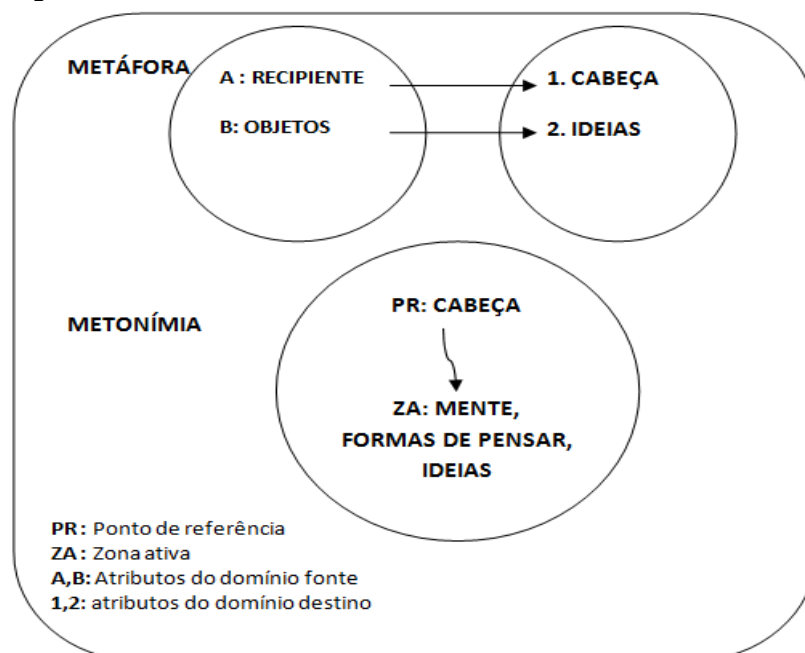 METÁFORA
A : RECIPIENTE
1. CABEÇA
B: OBJETOS
2. IDEIAS
METONÍMIA
PR: CABEÇA
ZA: MENTE,
FORMAS DE PENSAR,
IDEIAS
PR: Ponto de referência
ZA: Zona ativa
A,B: Atributos do domínio fonte
1,2: atributos do domínio destino